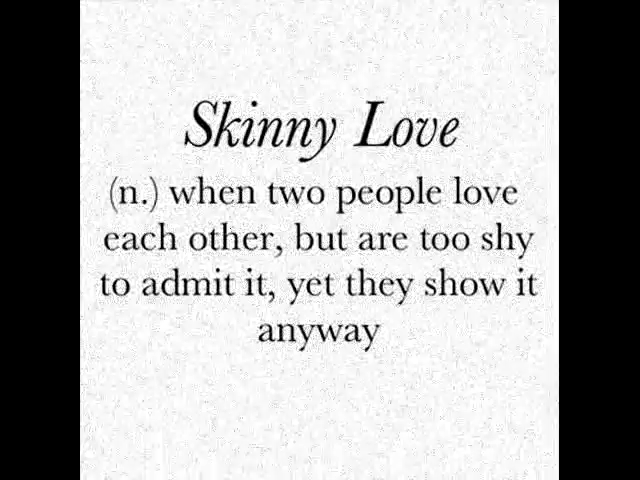 Skinny Love
(n.) when two people love
each other, but are too shy
to admit it, yet they show it
anyway